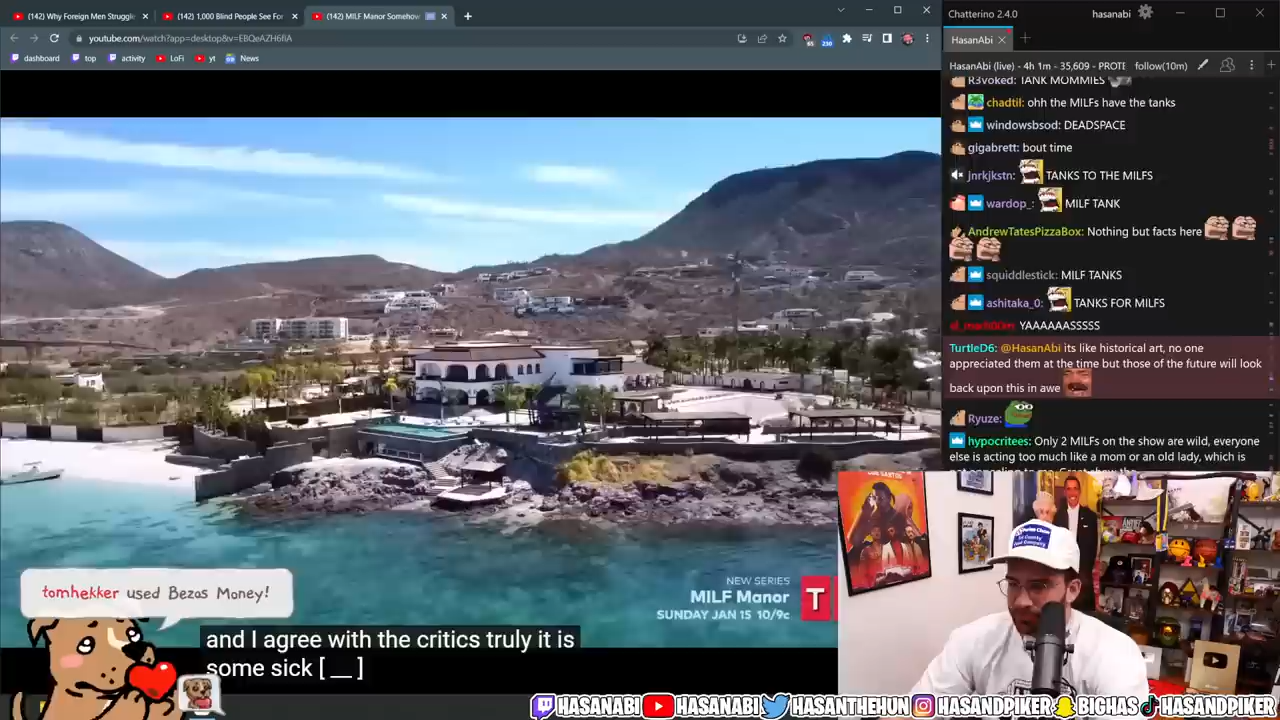 (142) Why Foreign Men Struggle
(142) 1,000 Blind People See For
(142) MILF Manor Somehow
youtube.com/watch?app=desktop&v=EBQeAZH6flA
dashboard
top
activity
LoFi
yt
News
Chatterino 2.4.0
hasanabi
HasanAbi
HasanAbi (live) - 4h 1m - 35,609 - PROTE
follow(10m)
R3voked: TANK MOMMIES
chadtil: ohh the MILFs have the tanks
windowsbsod: DEADSPACE
gigabrett: bout time
jnrkjkstn: TANKS TO THE MILFS
wardop_: MILF TANK
AndrewTatesPizzaBox: Nothing but facts here
squiddlestick: MILF TANKS
ashitaka_0: TANKS FOR MILFS
YAAAAAASSSSS
TurtleD6: @HasanAbi its like historical art, no one
appreciated them at the time but those of the future will look
back upon this in awe
Ryuze:
hypocritees: Only 2 MILFs on the show are wild, everyone
else is acting too much like a mom or an old lady, which is
NEW SERIES
MILF Manor
SUNDAY JAN 15 10/9c
T
tomhekker used Bezos Money!
and I agree with the critics truly it is
some sick [ __ ]
HASANABI
HASANABI
HASANTHEHUN
HASANDPIKER
BIGHAS
HASANDPIKER